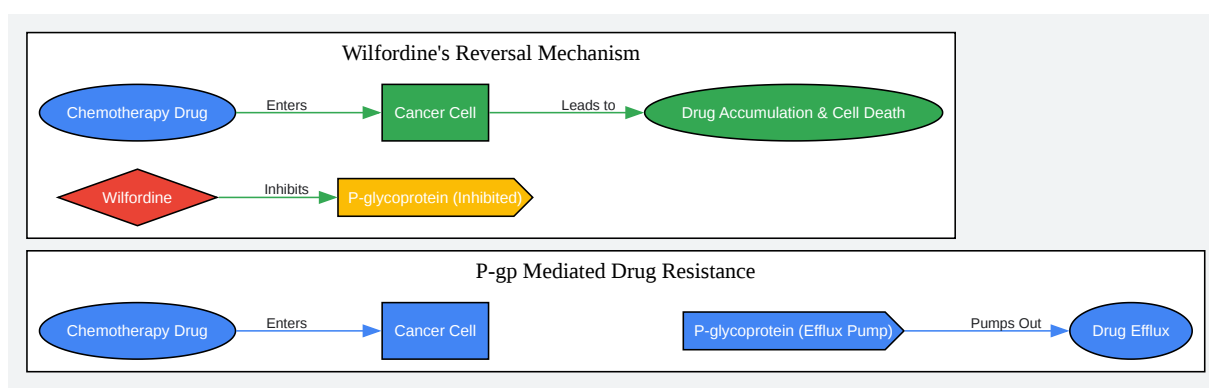 Wilfordine's Reversal Mechanism
Chemotherapy Drug
Enters
Cancer Cell
Leads to
Drug Accumulation & Cell Death
Wilfordine
Inhibits
P-glycoprotein (Inhibited)
P-gp Mediated Drug Resistance
Chemotherapy Drug
Enters
Cancer Cell
P-glycoprotein (Efflux Pump)
Pumps Out
Drug Efflux